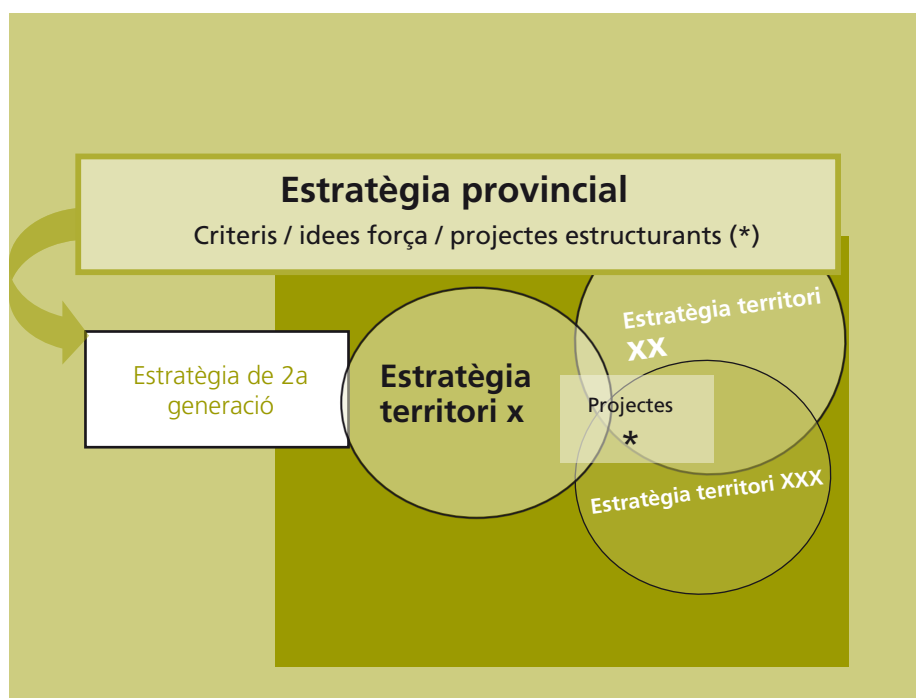 Estratègia provincial
Criteris / idees força / projectes estructurants (*)
Estratègia territori
XX
Estratègia de 2a
generació
Estratègia
territori x
Projectes
*
Estratègia territori XXX